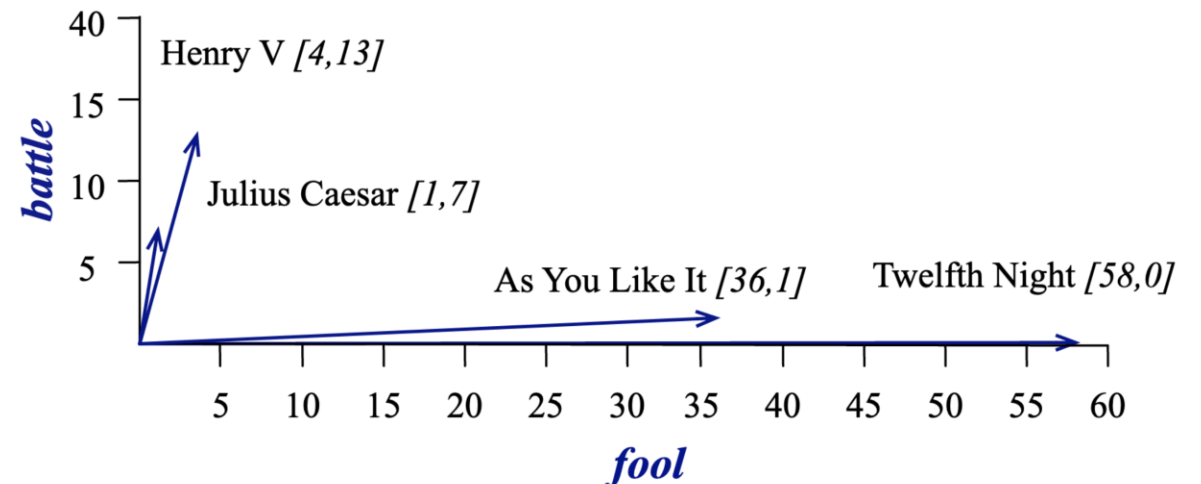 40
Henry V [4,13]
15
battle
10
Julius Caesar [1,7]
5
As You Like It [36,1]
Twelfth Night [58,0]
5 10 15 20 25 30 35 40 45 50 55 60
fool